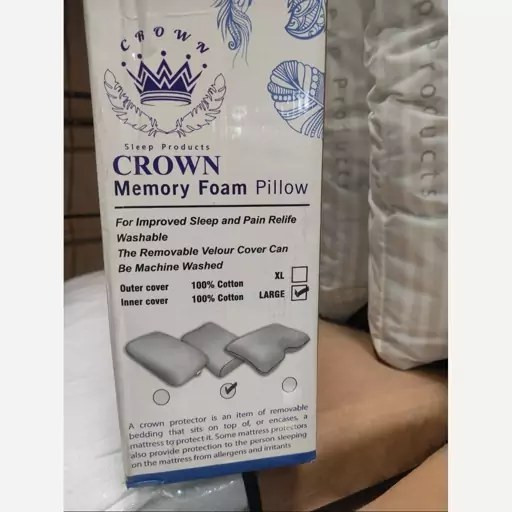 CROWN
Sleep Products
CROWN
Memory Foam Pillow
For Improved Sleep and Pain Relife
Washable
The Removable Velour Cover Can
Be Machine Washed
XL
Outer cover 100% Cotton
Inner cover 100% Cotton LARGE
A crown protector is an item of removable
bedding that sits on top of, or encases, a
mattress to protect it. Some mattress protectors
also provide protection to the person sleeping
on the mattress from allergens and irritants
Products
Products